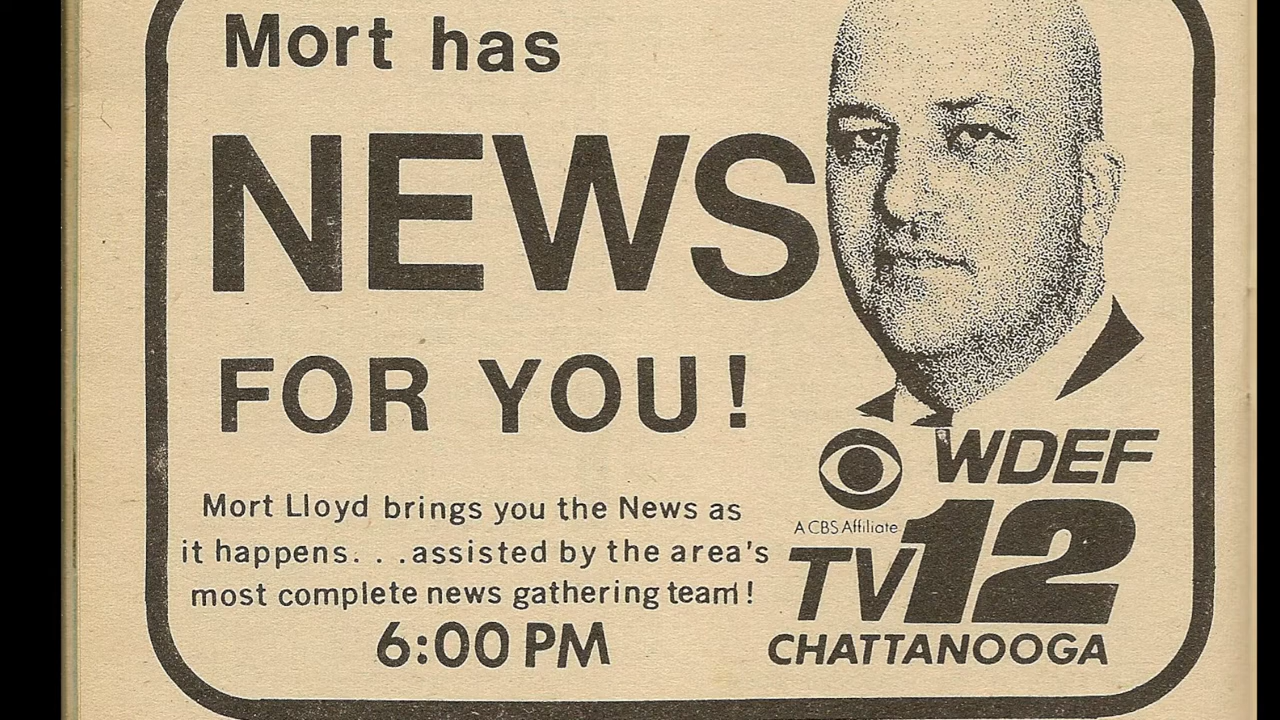 Mort has
NEWS
FOR YOU!
Mort Lloyd brings you the News as
it happens. . .assisted by the area's
most complete news gathering team!
6:00 PM
WDEF
A CBS Affiliate
TV12
CHATTANOOGA